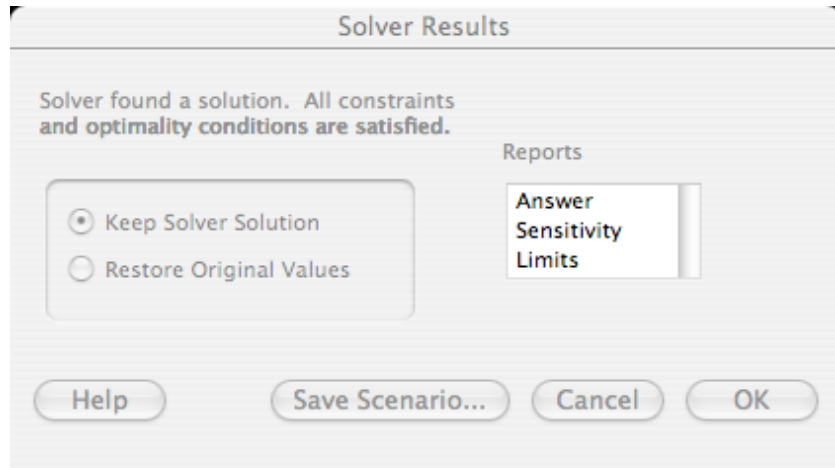 Solver Results
Solver found a solution.  All constraints
and optimality conditions are satisfied.
Reports
Keep Solver Solution
Restore Original Values
Answer
Sensitivity
Limits
Help
Save Scenario...
Cancel
OK